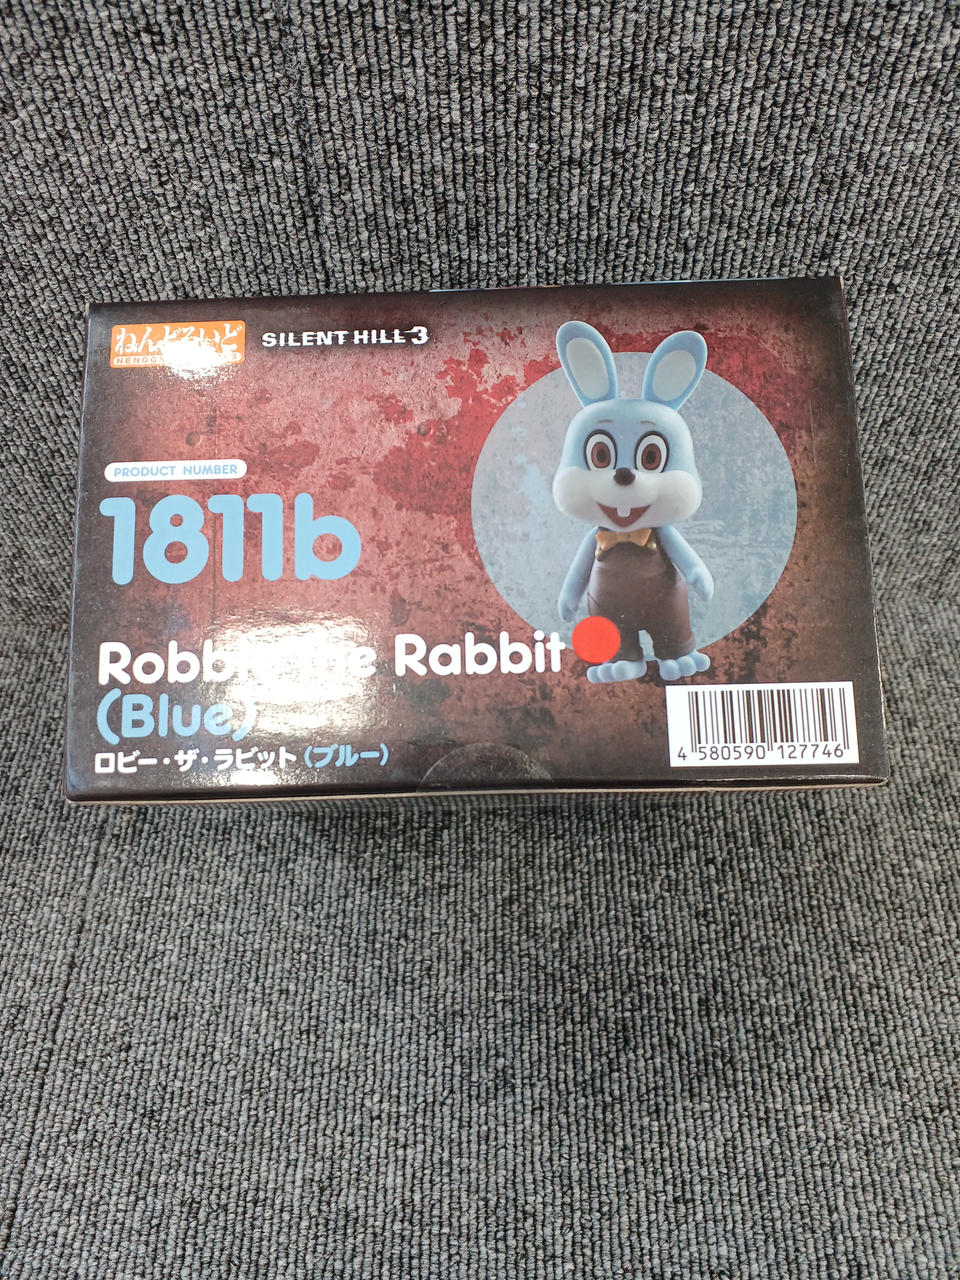 ねんどろいど
SILENT HILL 3
PRODUCT NUMBER
1811b
Rabbit
(Blue)
ロビー・ザ・ラビット（ブルー）
4 580590 127746